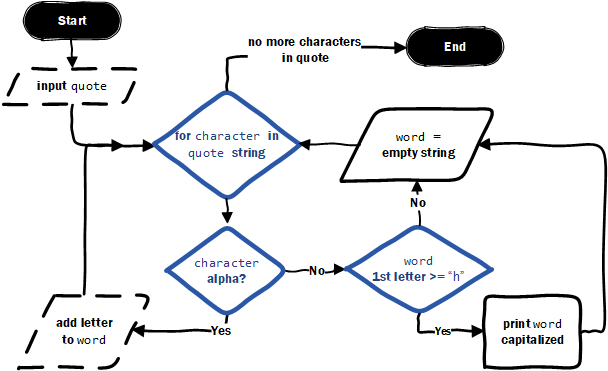 Start
input quote
no more characters
in quote
End
for character in
quote string
word =
empty string
No
character
alpha?
No
word
1st letter >= “h”
Yes
add letter
to word
Yes
print word
capitalized